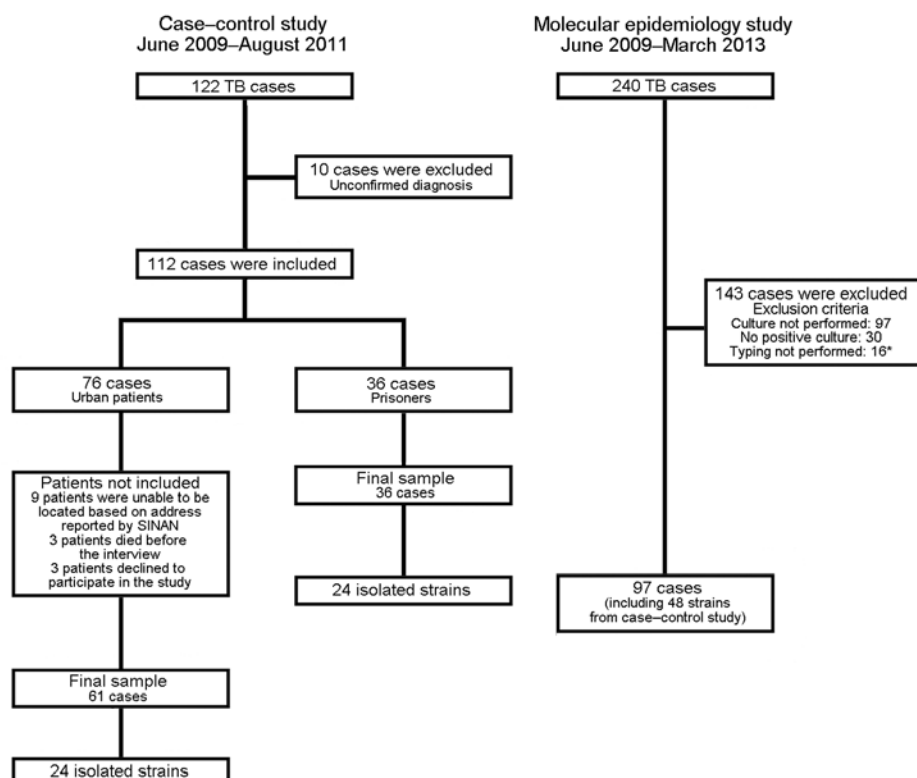 Case–control study
June 2009–August 2011
122 TB cases
10 cases were excluded
Unconfirmed diagnosis
112 cases were included
76 cases
Urban patients
36 cases
Prisoners
Patients not included
9 patients were unable to be
located based on address
reported by SINAN
3 patients died before
the interview
3 patients declined to
participate in the study
Final sample
36 cases
24 isolated strains
Final sample
61 cases
24 isolated strains
Molecular epidemiology study
June 2009–March 2013
240 TB cases
143 cases were excluded
Exclusion criteria
Culture not performed: 97
No positive culture: 30
Typing not performed: 16*
97 cases
(including 48 strains
from case–control study)